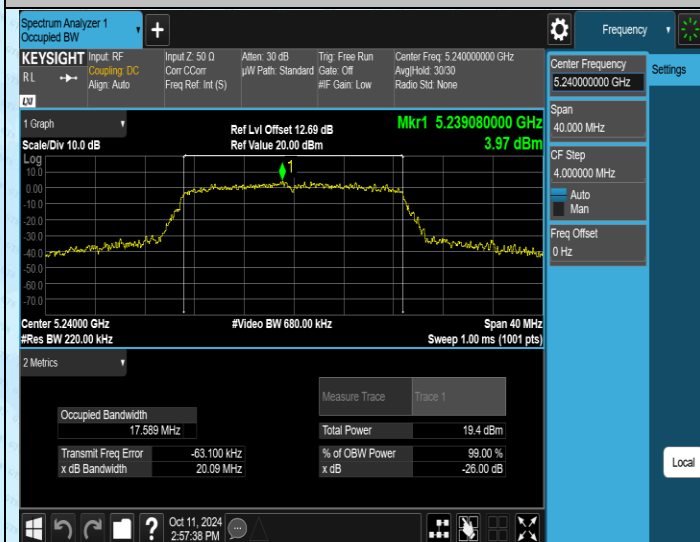 Spectrum Analyzer 1
Occupied BW
Frequency
KEYSIGHT
RL
LXI
Input: RF
Coupling: DC
Align: Auto
Input Z: 50 Ω
Corr CCorr
Freq Ref: Int (S)
Atten: 30 dB
µW Path: Standard
Trig: Free Run
Gate: Off
#IF Gain: Low
Center Freq: 5.240000000 GHz
Avg|Hold: 30/30
Radio Std: None
Center Frequency
5.240000000 GHz
Settings
Span
40.000 MHz
CF Step
4.000000 MHz
Auto
Man
Freq Offset
0 Hz
Local
1 Graph
Scale/Div 10.0 dB
Ref Lvl Offset 12.69 dB
Ref Value 20.00 dBm
Mkr1 5.239080000 GHz
3.97 dBm
Log
10.0
0.00
-10.0
-20.0
-30.0
-40.0
-50.0
-60.0
-70.0
1
Center 5.24000 GHz
#Res BW 220.00 kHz
#Video BW 680.00 kHz
Span 40 MHz
Sweep 1.00 ms (1001 pts)
2 Metrics
Measure Trace Trace 1
Occupied Bandwidth
17.589 MHz
Total Power 19.4 dBm
Transmit Freq Error -63.100 kHz
% of OBW Power 99.00 %
x dB Bandwidth 20.09 MHz
x dB -26.00 dB
?
Oct 11, 2024
2:57:38 PM